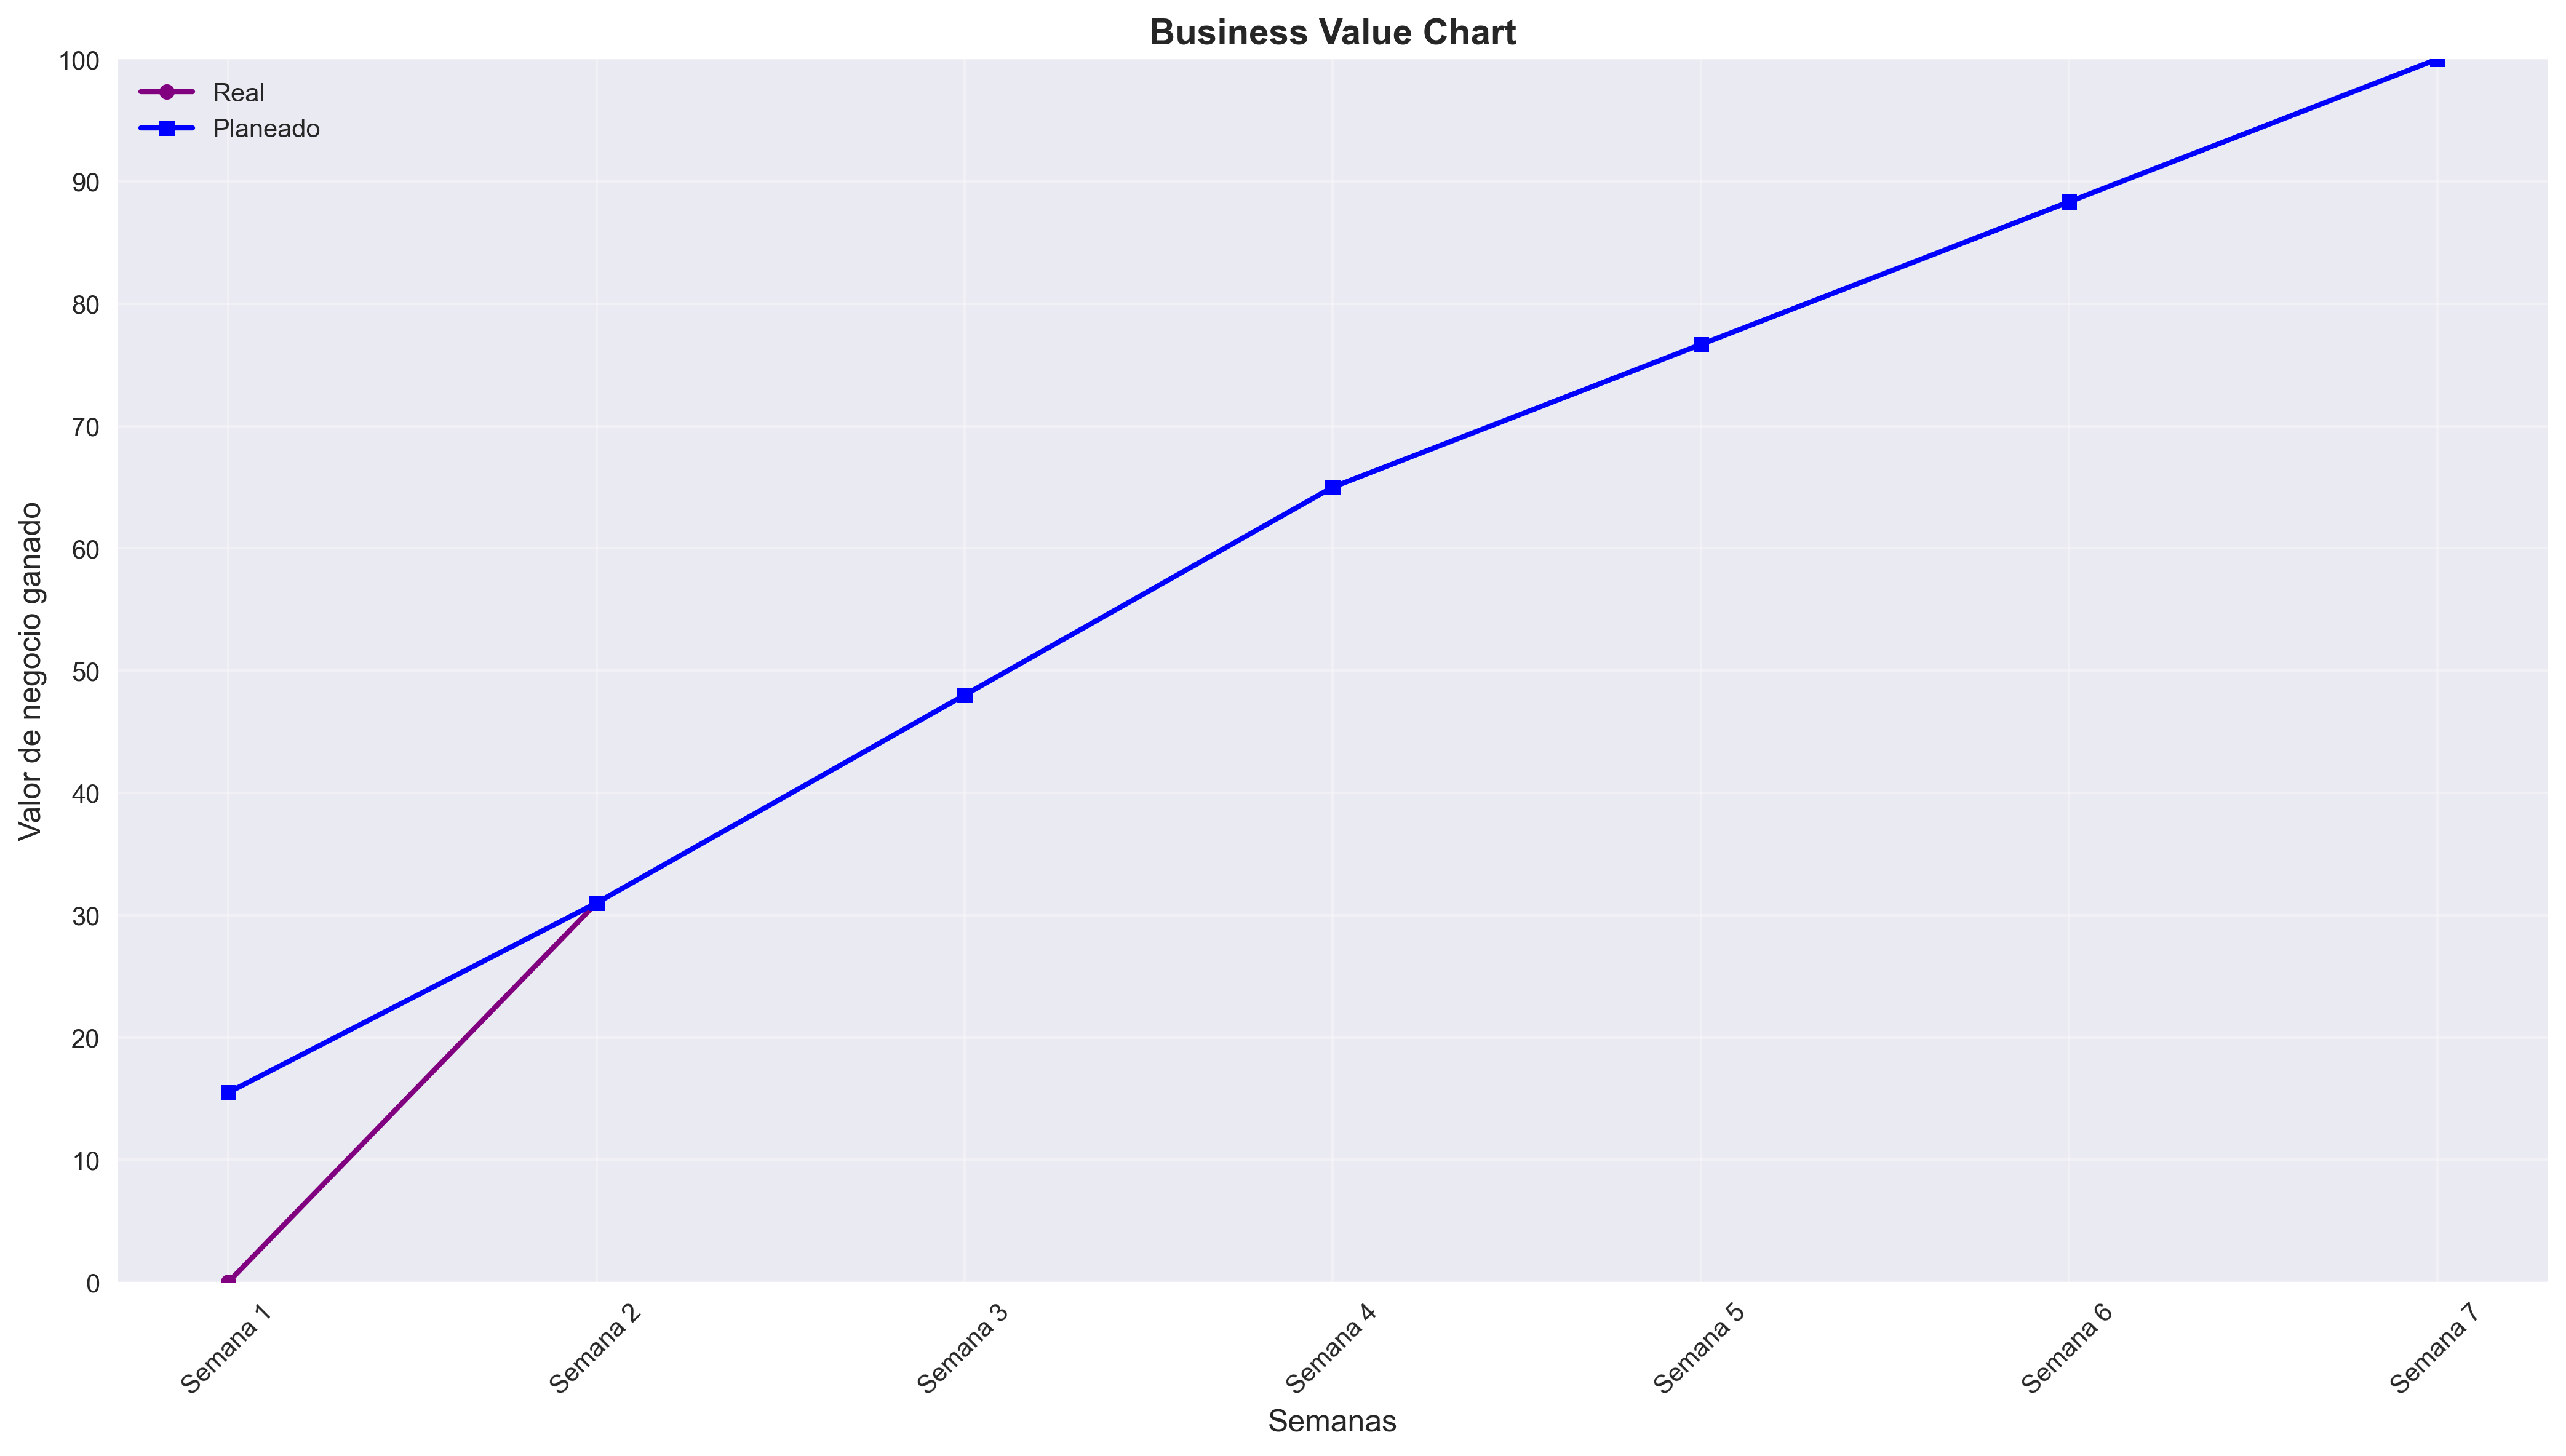 Business Value Chart
Real
Planeado
100
90
80
70
60
50
40
30
20
10
0
Valor de negocio ganado
Semana 1
Semana 2
Semana 3
Semana 4
Semana 5
Semana 6
Semana 7
Semanas